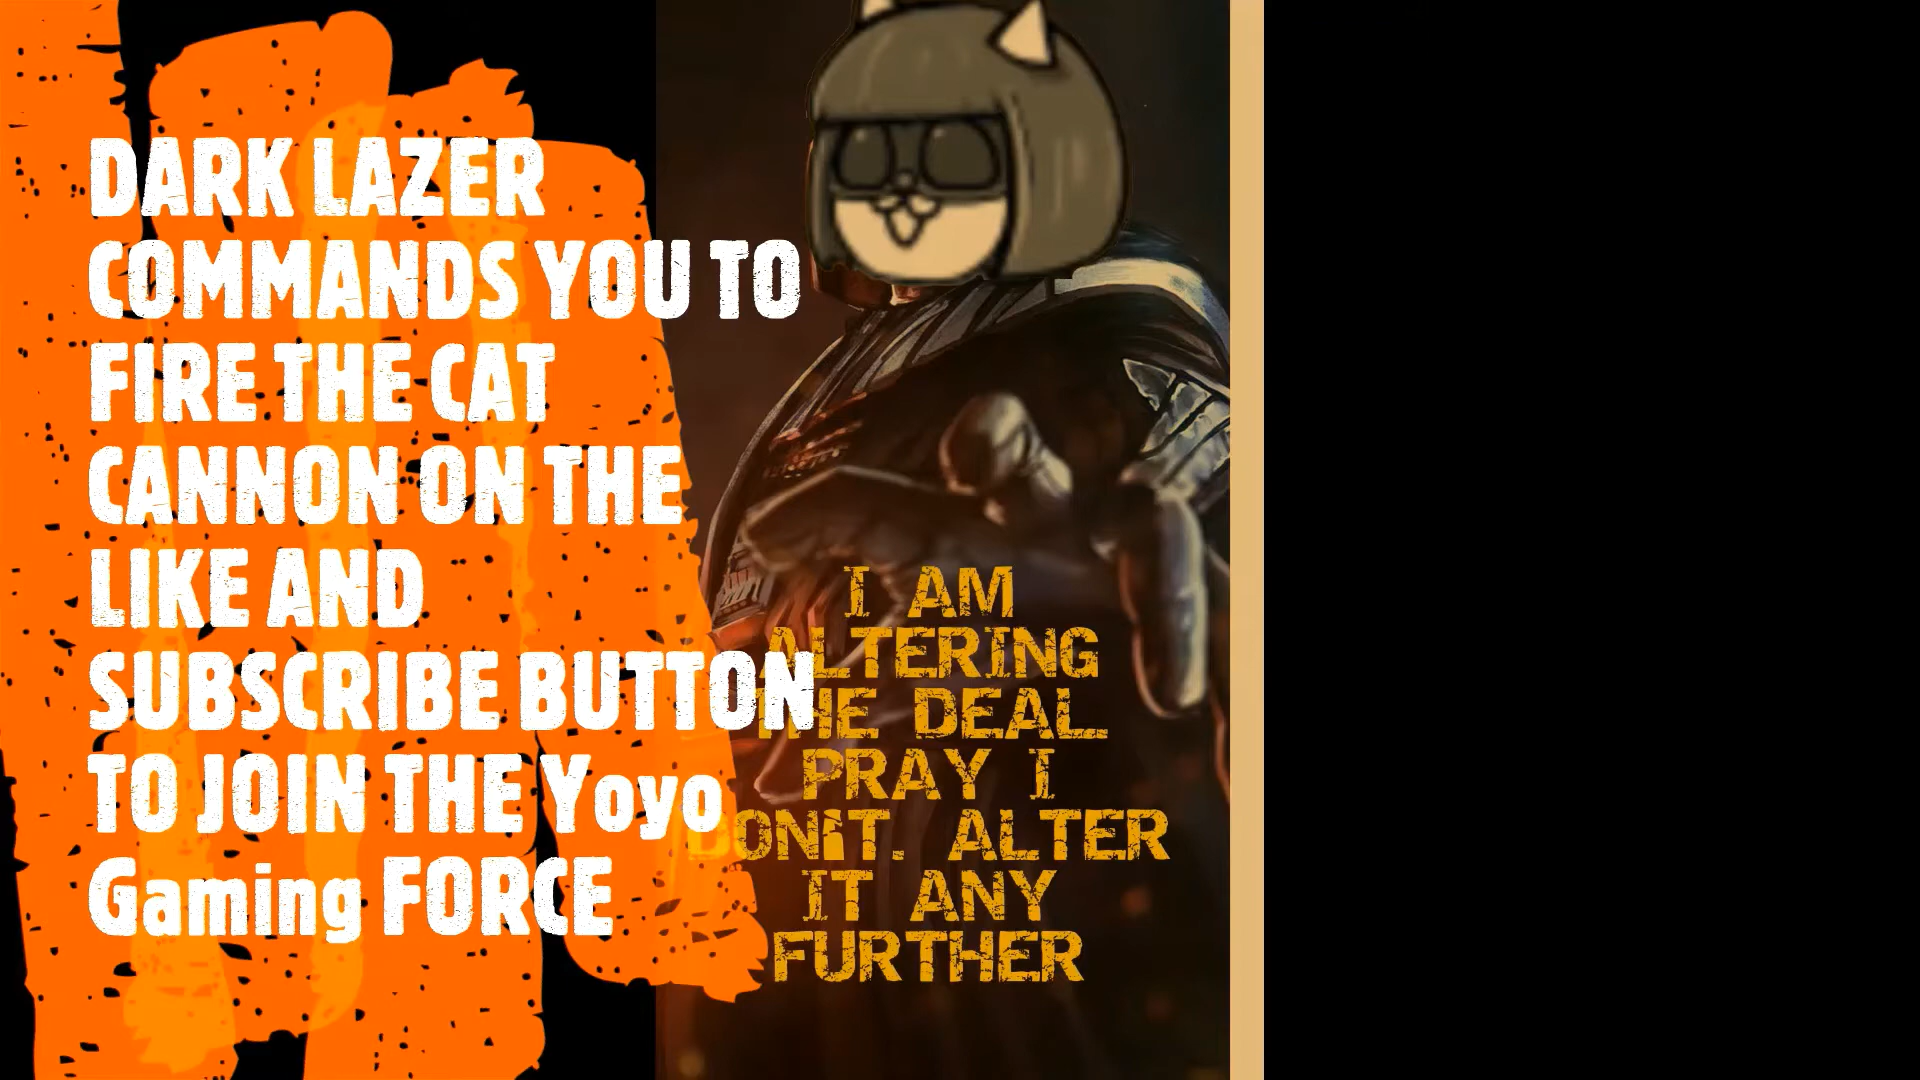 DARK LAZER
COMMANDS YOU TO
FIRE THE CAT
CANNON ON THE
LIKE AND
SUBSCRIBE BUTTON
TO JOIN THE Yoyo
Gaming FORCE
I AM
ALTERING
THE DEAL.
PRAY I
DON'T. ALTER
IT ANY
FURTHER